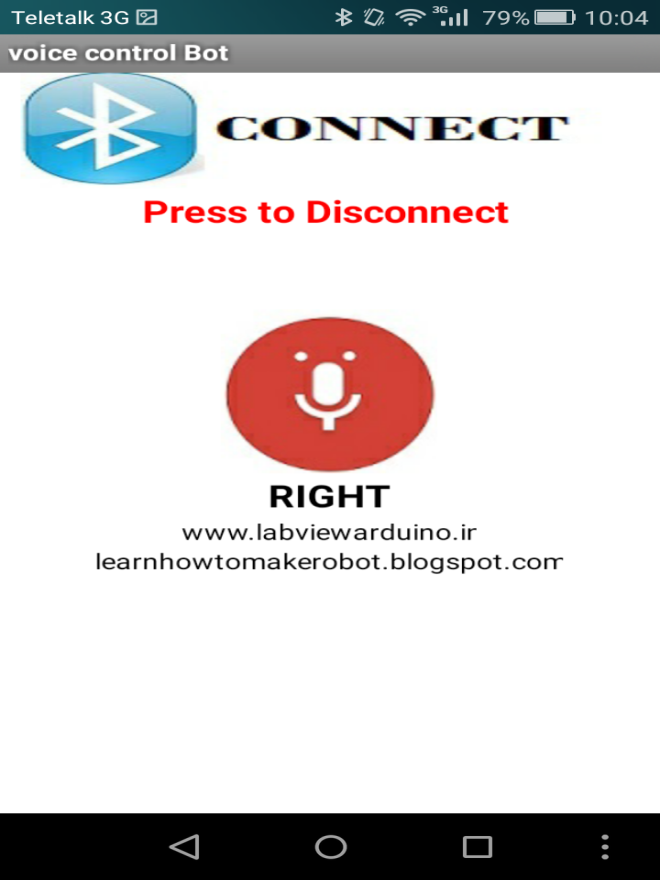 Teletalk 3G 3G 79% 10:04
voice control Bot
CONNECT
Press to Disconnect
RIGHT
www.labviewarduino.ir
learnhowtomakerobot.blogspot.com